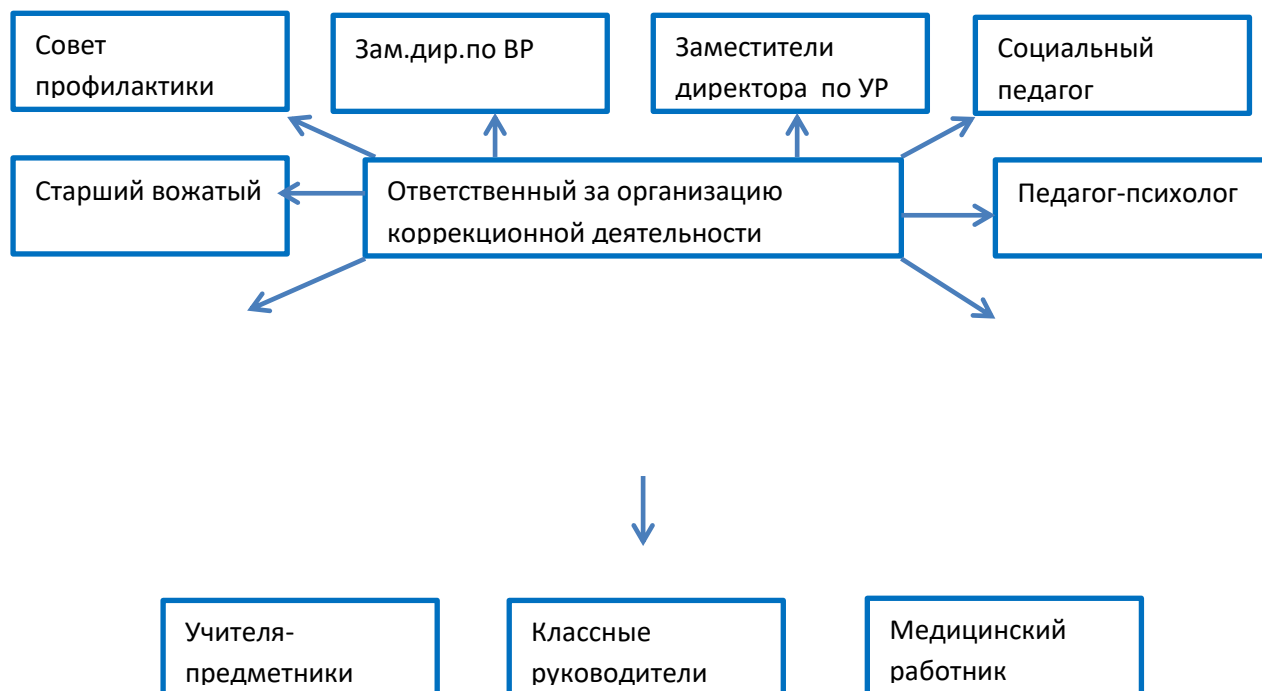 Совет
профилактики
Зам.дир.по ВР
Заместители
директора  по УР
Социальный
педагог
Старший вожатый
Ответственный за организацию
коррекционной деятельности
Педагог-психолог
Учителя-
предметники
Классные
руководители
Медицинский
работник